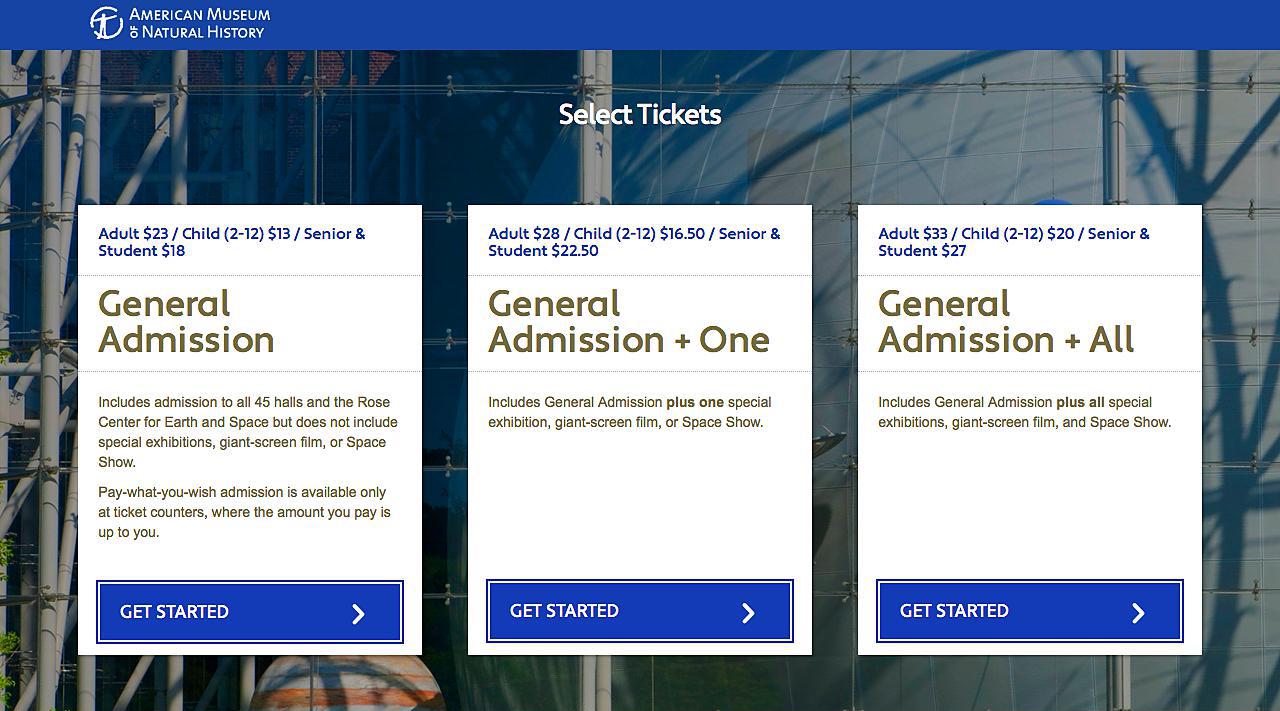 AMERICAN MUSEUM
OF NATURAL HISTORY
Select Tickets
Adult $23 / Child (2-12) $13 / Senior &
Student $18
General
Admission
Includes admission to all 45 halls and the Rose
Center for Earth and Space but does not include
special exhibitions, giant-screen film, or Space
Show.
Pay-what-you-wish admission is available only
at ticket counters, where the amount you pay is
up to you.
GET STARTED
Adult $28 / Child (2-12) $16.50 / Senior &
Student $22.50
General
Admission + One
Includes General Admission plus one special
exhibition, giant-screen film, or Space Show.
GET STARTED
Adult $33 / Child (2-12) $20 / Senior &
Student $27
General
Admission + All
Includes General Admission plus all special
exhibitions, giant-screen film, and Space Show.
GET STARTED